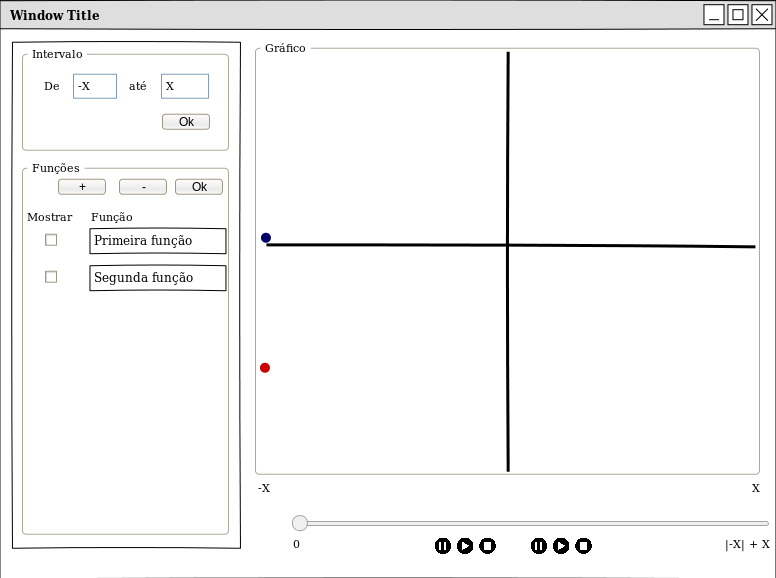 Window Title
Intervalo
De -X até X
Ok
Funções
+ - Ok
Mostrar Função
Primeira função
Segunda função
Gráfico
-X X
0 |-X| + X